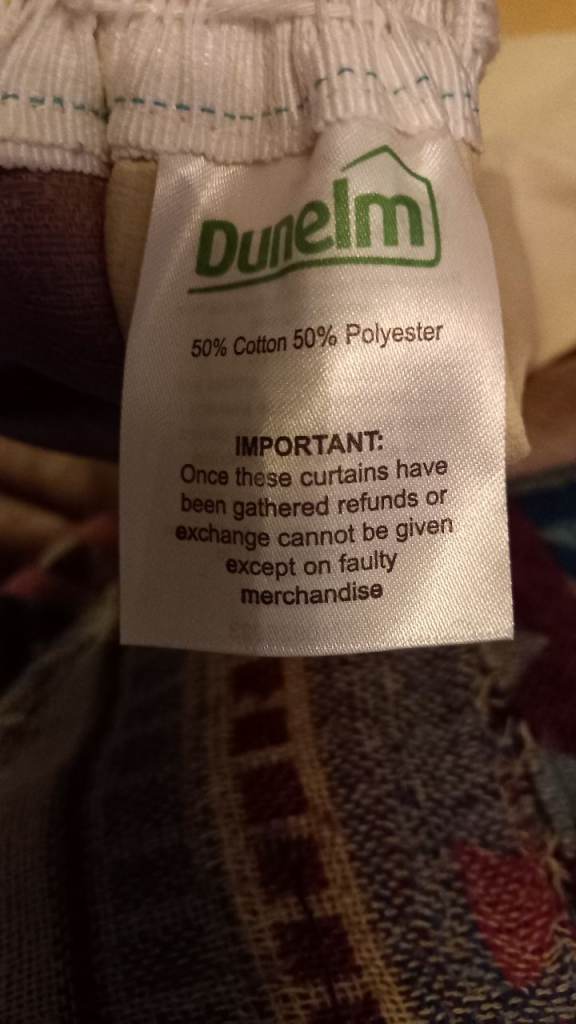 Dunelm
50% Cotton 50% Polyester
IMPORTANT:
Once these curtains have
been gathered refunds or
exchange cannot be given
except on faulty
merchandise